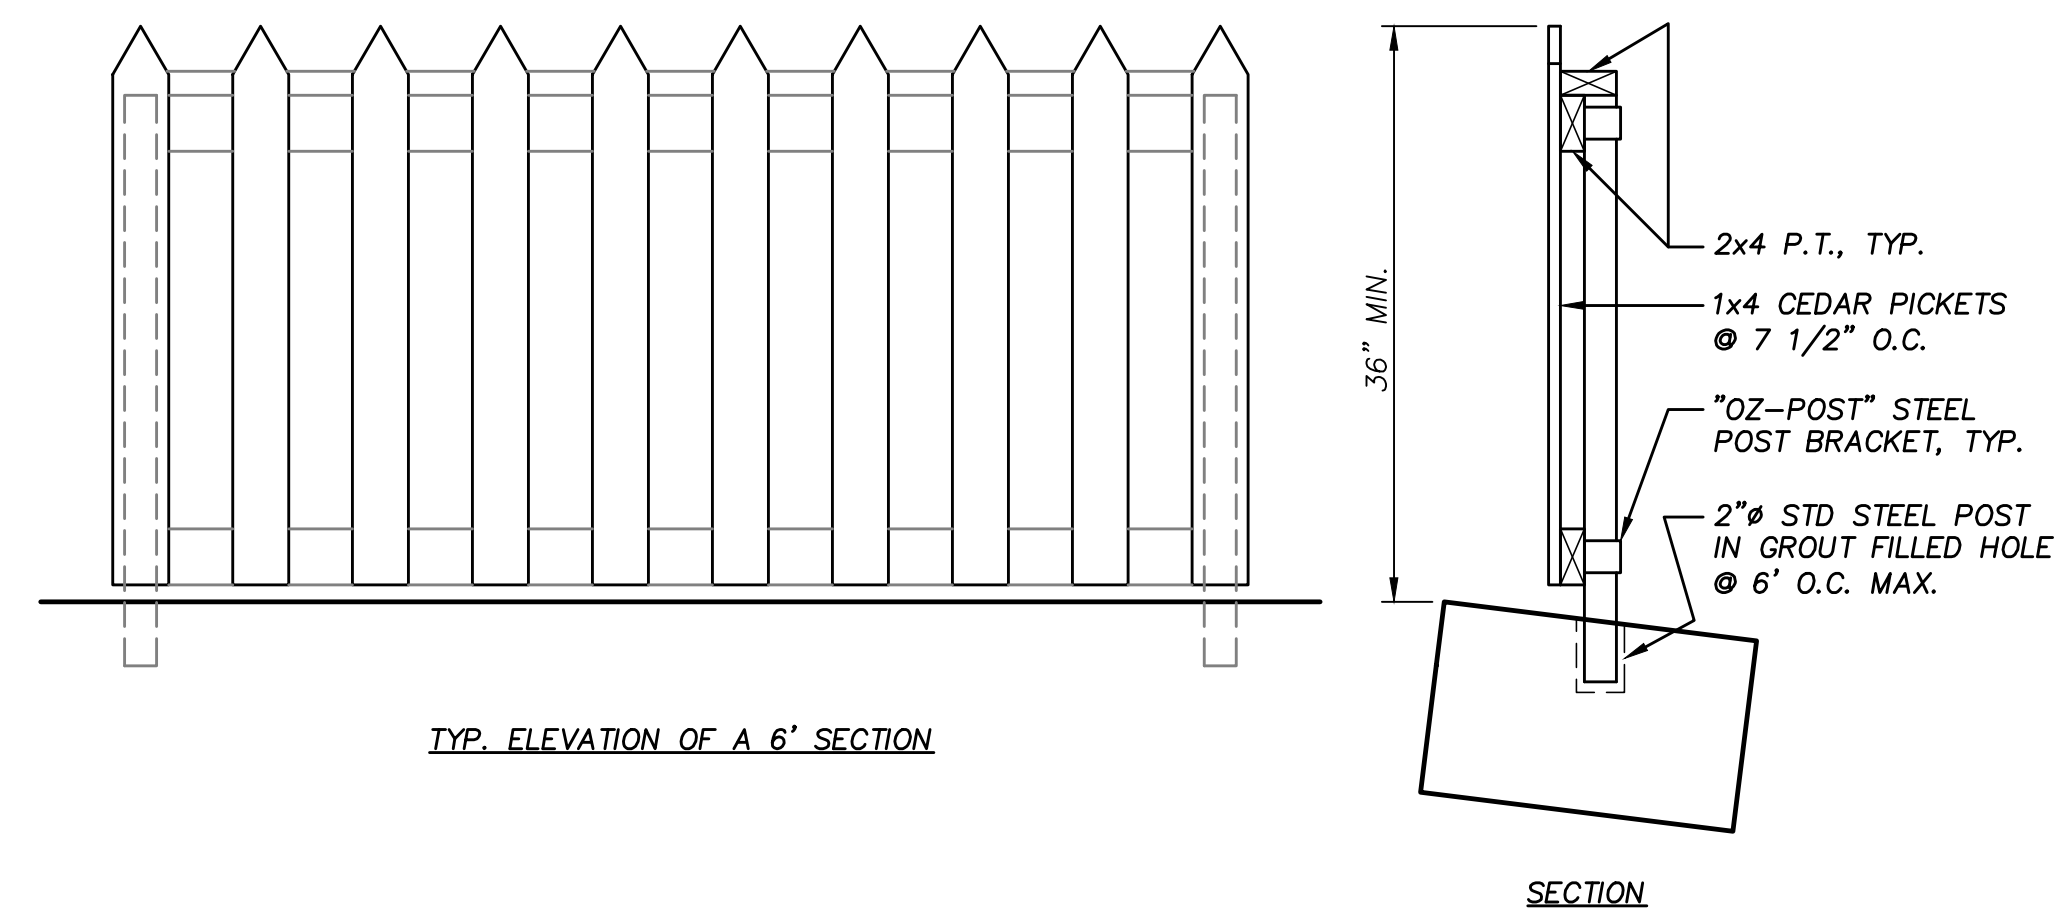 36" MIN.
2x4 P.T., TYP.
1x4 CEDAR PICKETS
@ 7 1/2" O.C.
"OZ-POST" STEEL
POST BRACKET, TYP.
2"ø STD STEEL POST
IN GROUT FILLED HOLE
@ 6' O.C. MAX.
TYP. ELEVATION OF A 6' SECTION
SECTION